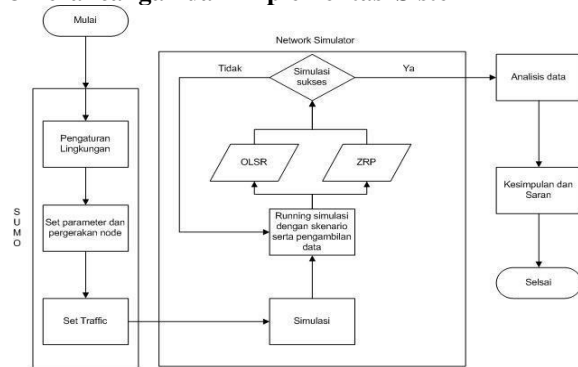 Mulai
SUMO
Pengaturan
Lingkungan
Set parameter dan
pergerakan node
Set Traffic
Network Simulator
Tidak
Simulasi
sukses
Ya
OLSR
ZRP
Running simulasi
dengan skenario
serta pengambilan
data
Simulasi
Analisis data
Kesimpulan dan
Saran
Selsai